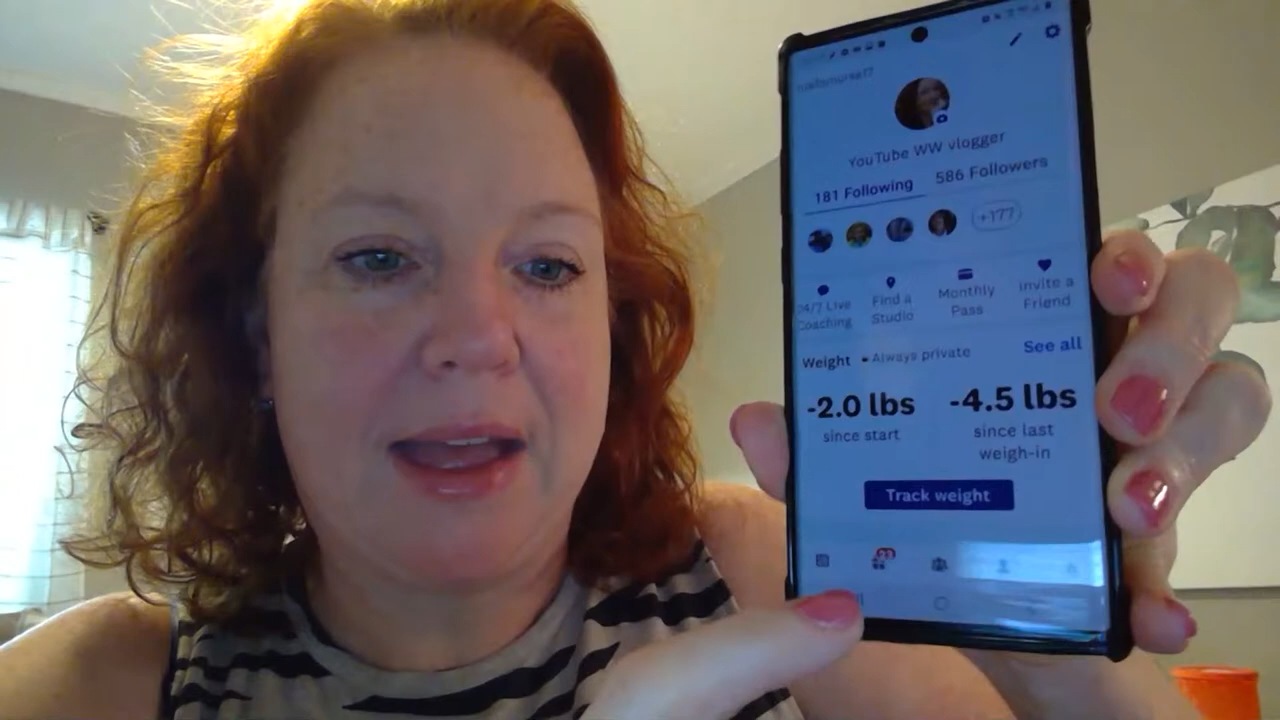 YouTube WW vlogger
181 Following 586 Followers
+177
24/7 Live Coaching
Find a Studio
Monthly Pass
Invite a Friend
Weight Always private See all
-2.0 lbs
since start
-4.5 lbs
since last
weigh-in
Track weight
23